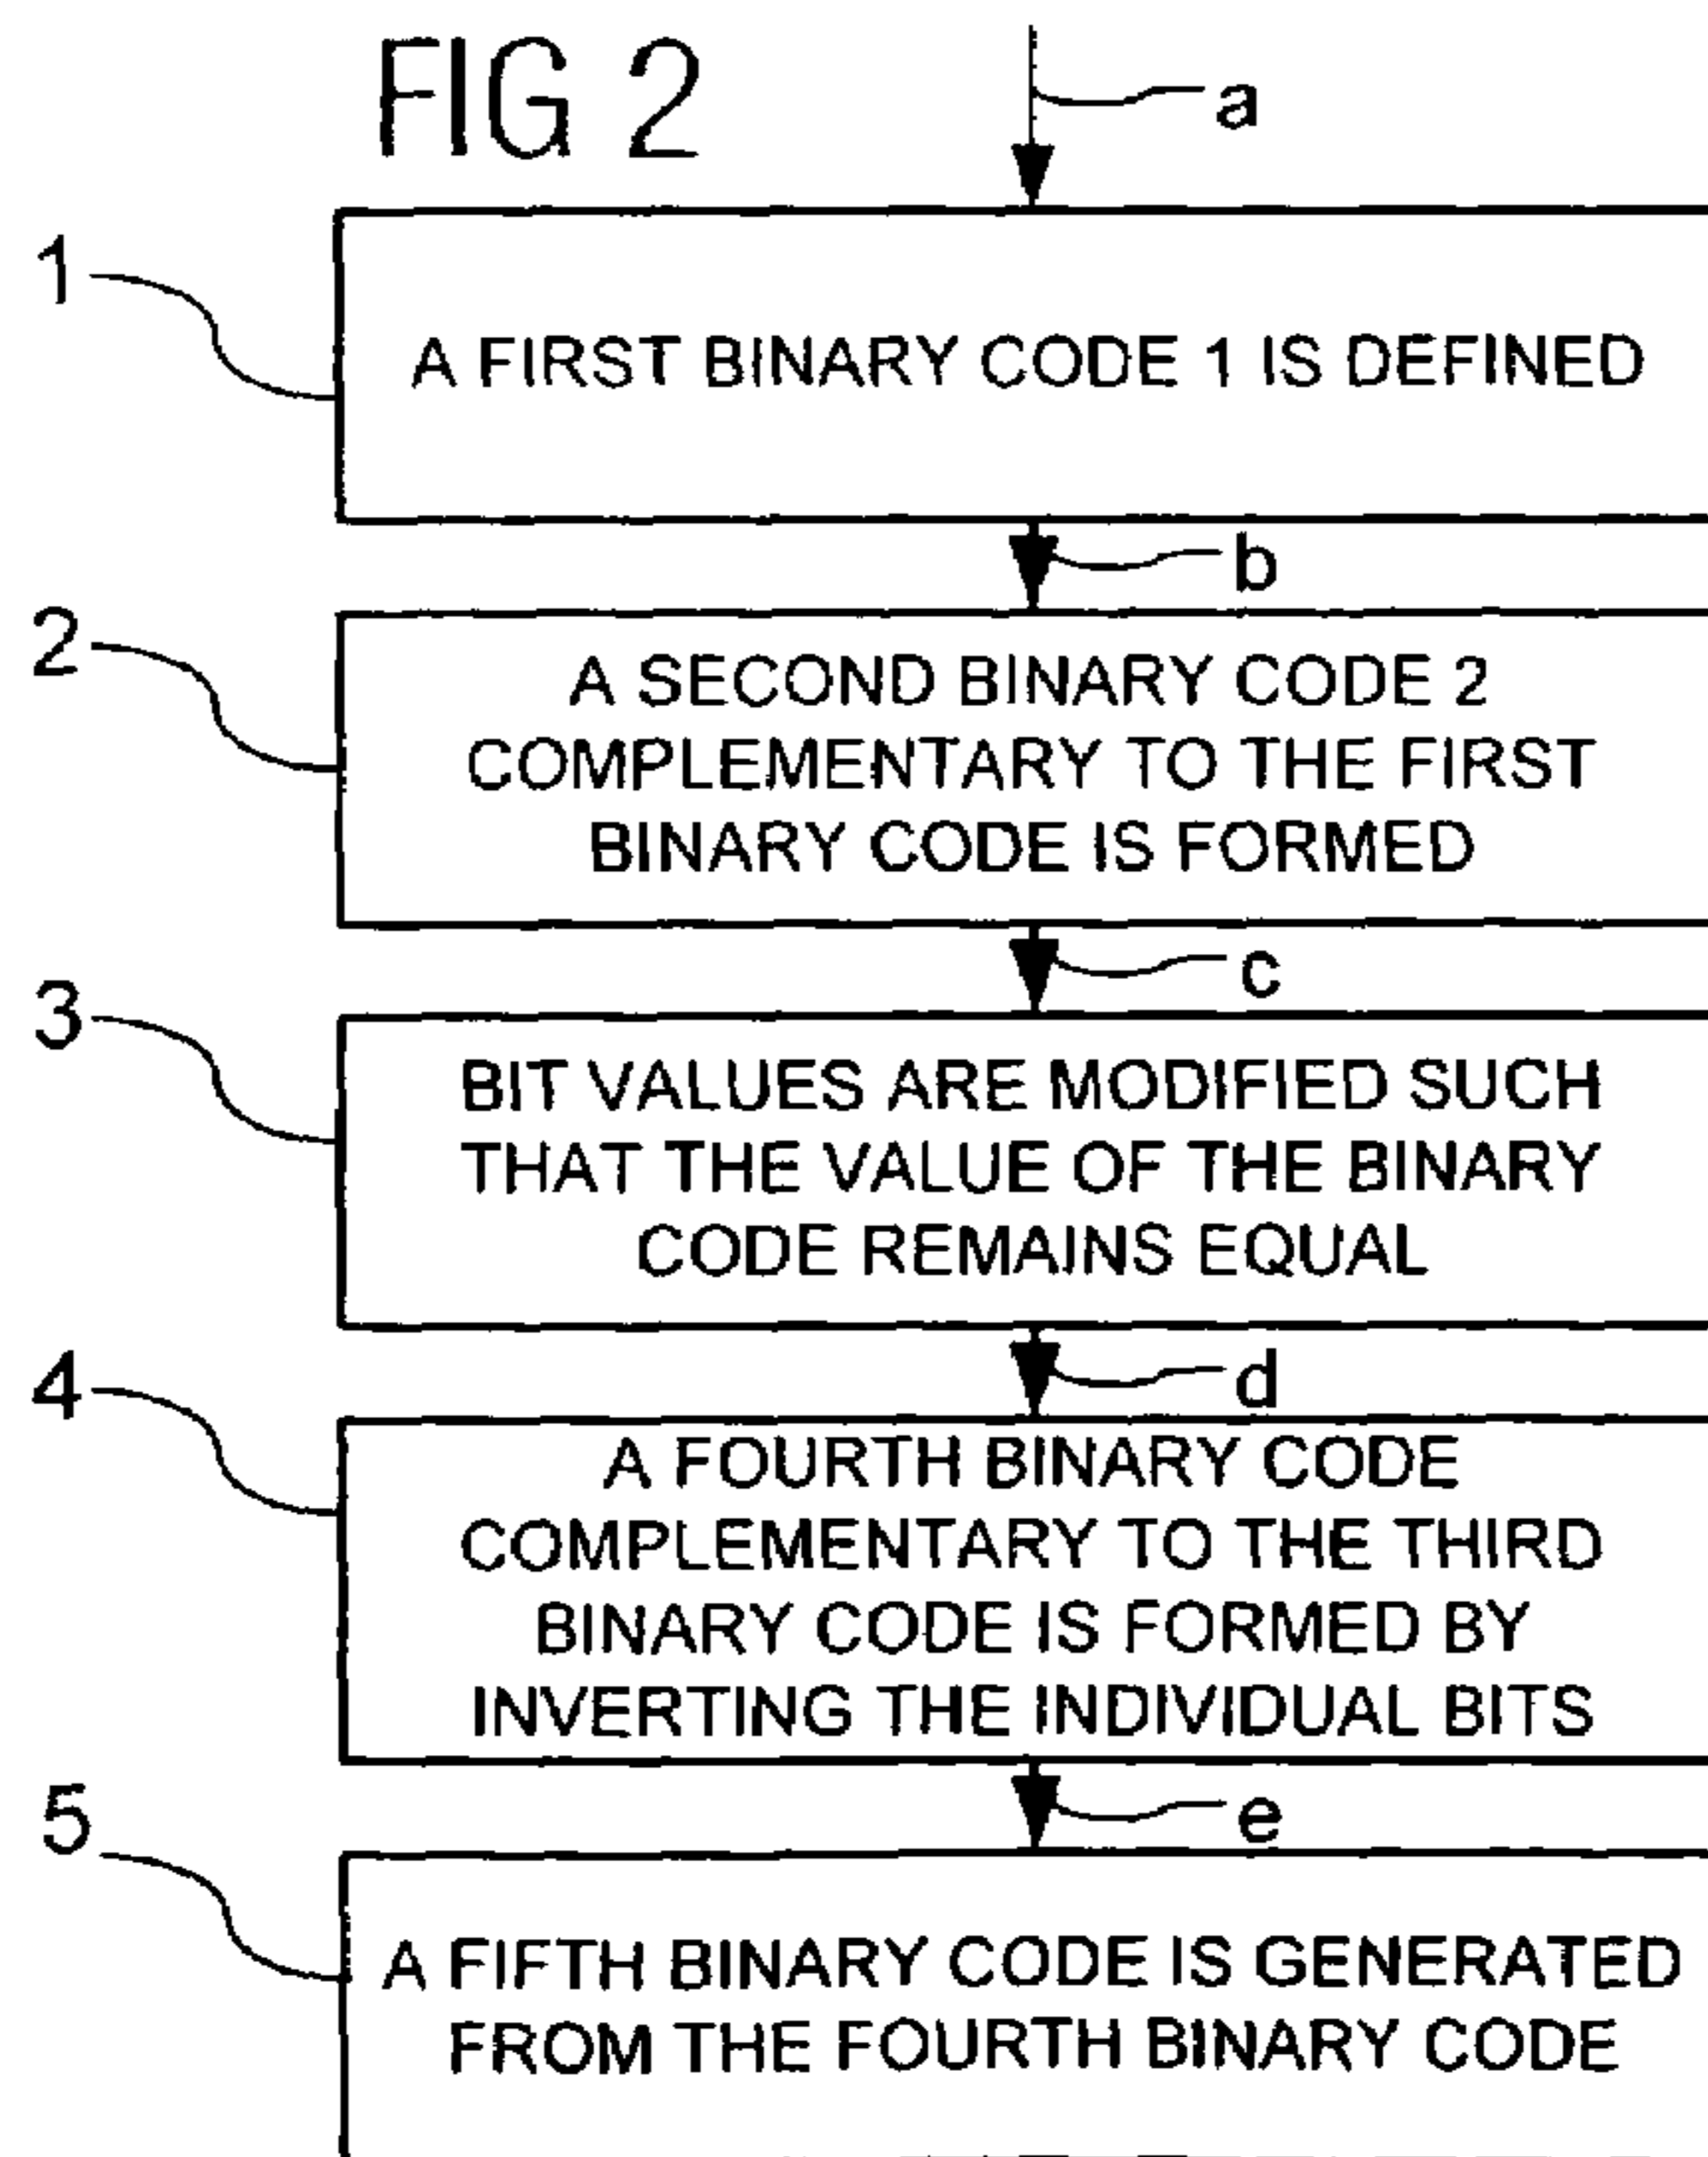 FIG 2
a
1
A FIRST BINARY CODE 1 IS DEFINED
b
2
A SECOND BINARY CODE 2
COMPLEMENTARY TO THE FIRST
BINARY CODE IS FORMED
c
3
BIT VALUES ARE MODIFIED SUCH
THAT THE VALUE OF THE BINARY
CODE REMAINS EQUAL
d
4
A FOURTH BINARY CODE
COMPLEMENTARY TO THE THIRD
BINARY CODE IS FORMED BY
INVERTING THE INDIVIDUAL BITS
e
5
A FIFTH BINARY CODE IS GENERATED
FROM THE FOURTH BINARY CODE